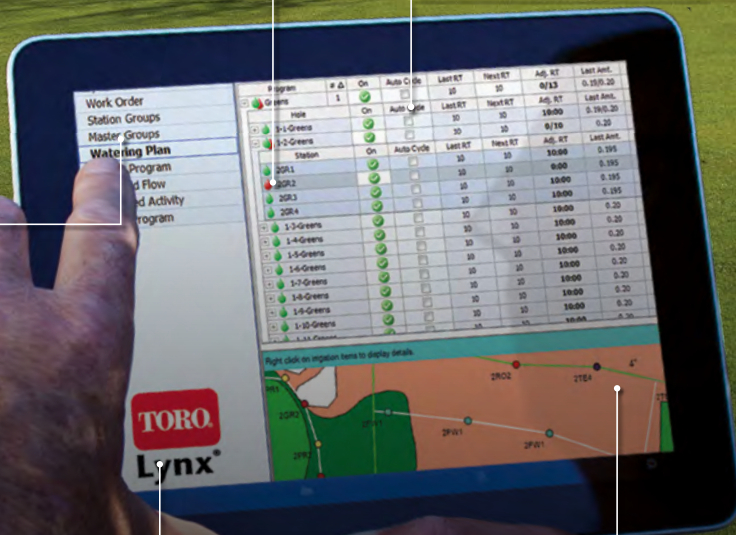 Work Order
Station Groups
Master Groups
Watering Plan
Program
d Flow
ed Activity
rogram
Program # Δ On Auto Cycle Last RT Next RT Adj. RT Last Amt.
Greens 1 10 10 0/13 0.19/0.20
Hole On Auto Cycle Last RT Next RT Adj. RT Last Amt.
1-1-Greens 10 10 10:00 0.19/0.20
1-2-Greens 10 10 0/10 0.20
Station On Auto Cycle Last RT Next RT Adj. RT Last Amt.
2GR1 10 10 10:00 0.195
2GR2 10 10 0:00 0.195
2GR3 10 10 10:00 0.195
2GR4 10 10 10:00 0.195
1-3-Greens 10 10 10:00 0.20
1-4-Greens 10 10 10:00 0.20
1-5-Greens 10 10 10:00 0.20
1-6-Greens 10 10 10:00 0.20
1-7-Greens 10 10 10:00 0.20
1-8-Greens 10 10 10:00 0.20
1-9-Greens 10 10 10:00 0.20
1-10-Greens 10 10 10:00 0.20
Right click on irrigation items to display details.
2RO2 2TE4
2PW1 2PW1
TORO.
Lynx®